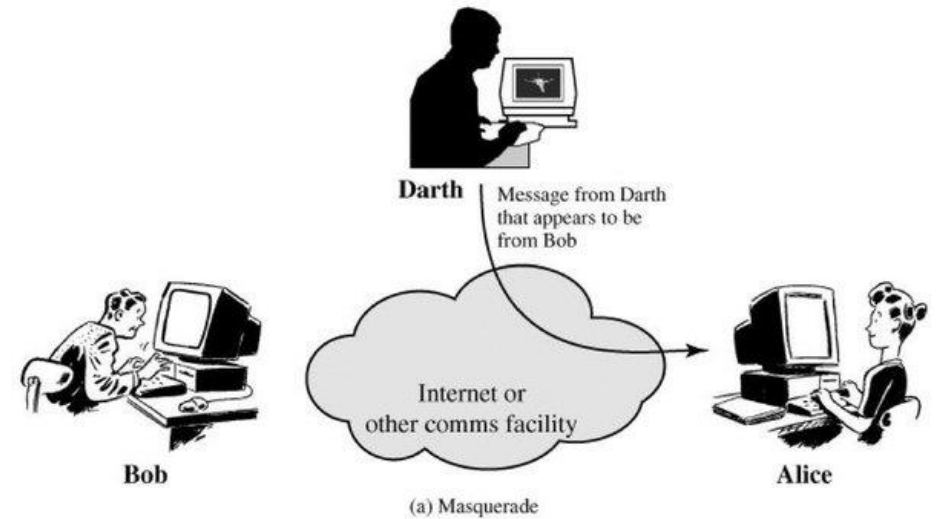 Darth
Message from Darth
that appears to be
from Bob
Internet or
other comms facility
Bob
Alice
(a) Masquerade